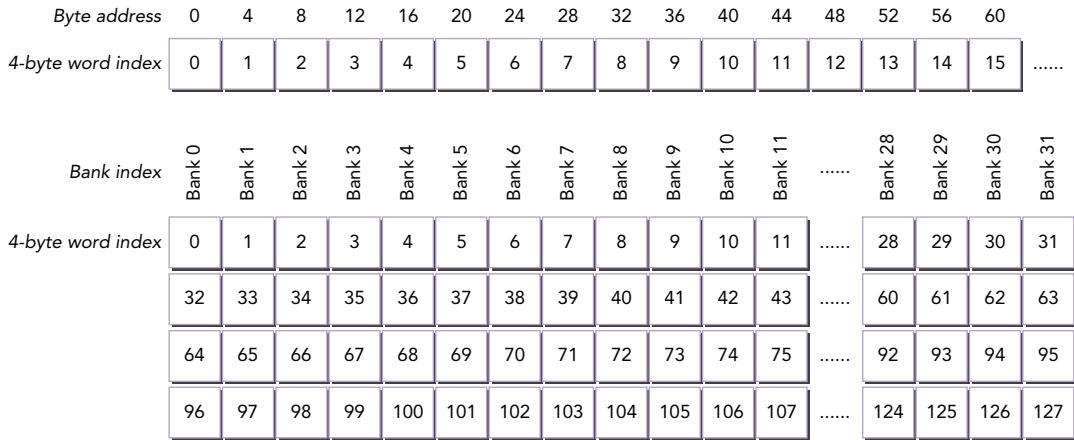 Byte address 0 4 8 12 16 20 24 28 32 36 40 44 48 52 56 60
4-byte word index 0 1 2 3 4 5 6 7 8 9 10 11 12 13 14 15 ......
Bank index Bank 0 Bank 1 Bank 2 Bank 3 Bank 4 Bank 5 Bank 6 Bank 7 Bank 8 Bank 9 Bank 10 Bank 11 ...... Bank 28 Bank 29 Bank 30 Bank 31
4-byte word index 0 1 2 3 4 5 6 7 8 9 10 11 ...... 28 29 30 31
32 33 34 35 36 37 38 39 40 41 42 43 ...... 60 61 62 63
64 65 66 67 68 69 70 71 72 73 74 75 ...... 92 93 94 95
96 97 98 99 100 101 102 103 104 105 106 107 ...... 124 125 126 127